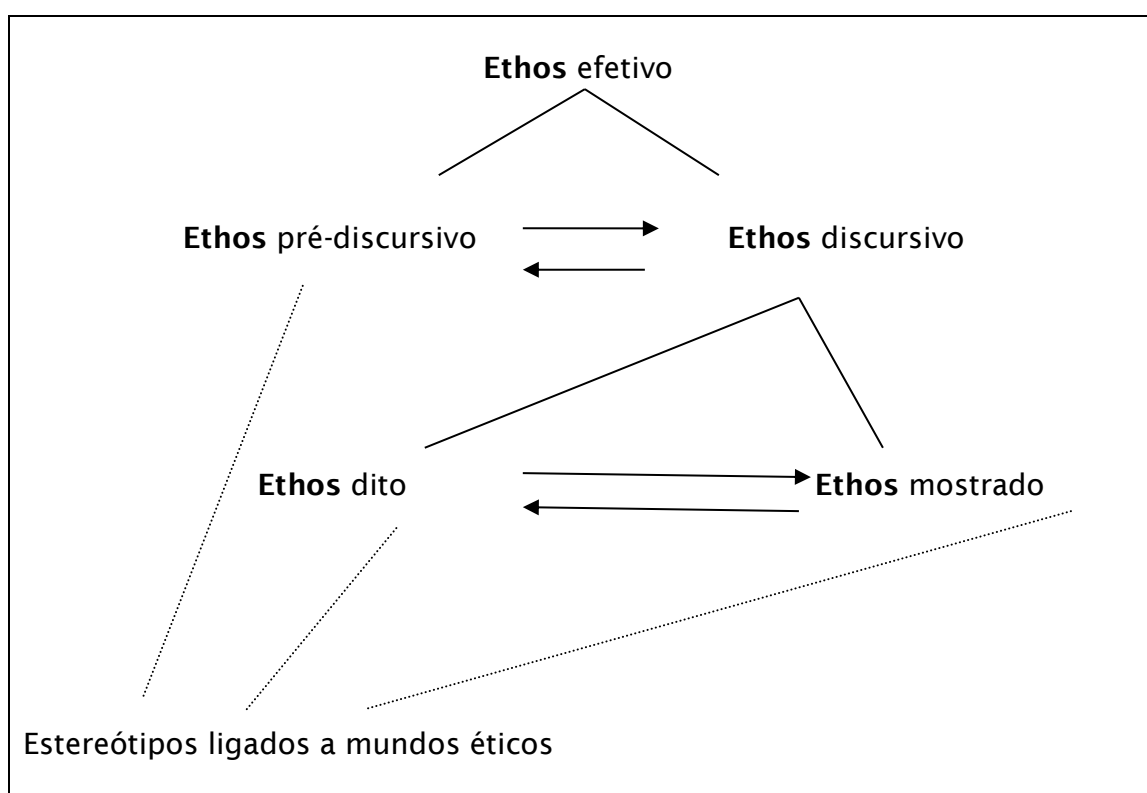 Ethos efetivo
Ethos pré-discursivo
Ethos discursivo
Ethos dito
Ethos mostrado
Estereótipos ligados a mundos éticos